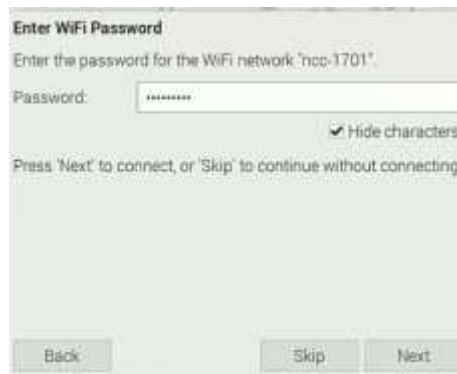 Enter WiFi Password
Enter the password for the WiFi network "ncc-1701".
Password:
•••••••••
Hide characters
Press 'Next' to connect, or 'Skip' to continue without connecting
Back
Skip
Next